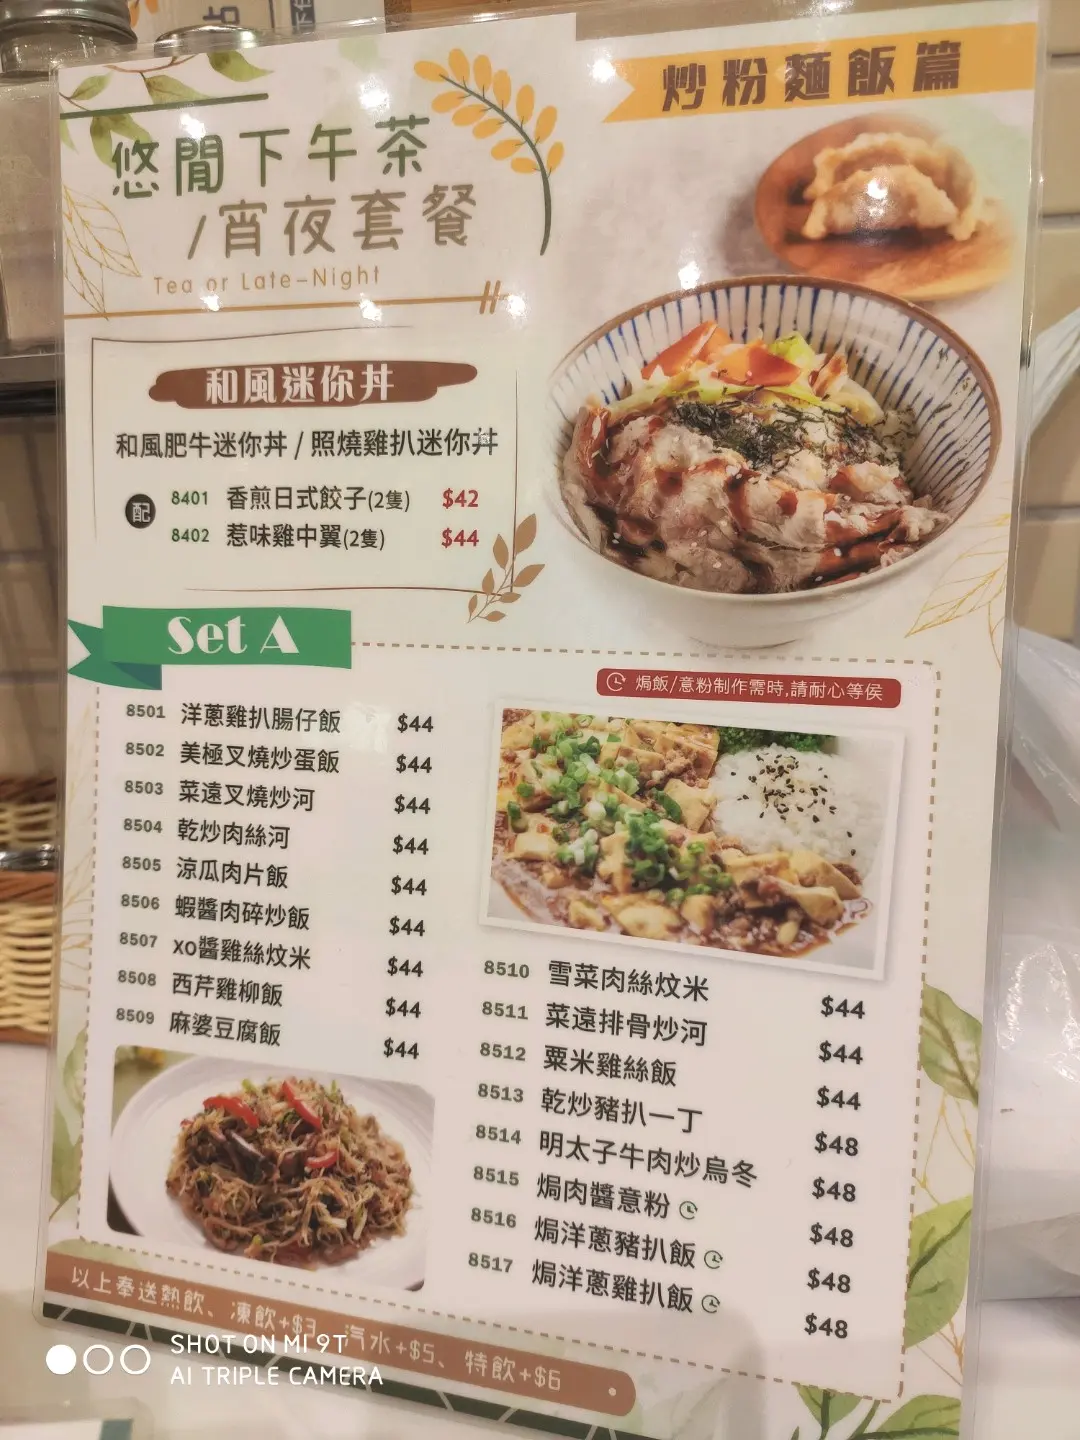 炒粉麵飯篇
悠閒下午茶
/宵夜套餐
Tea or Late-Night
和風迷你丼
和風肥牛迷你丼 / 照燒雞扒迷你丼
配
8401 香煎日式餃子(2隻) $42
8402 惹味雞中翼(2隻) $44
Set A
焗飯/意粉制作需時,請耐心等侯
8501 洋蔥雞扒腸仔飯 $44
8502 美極叉燒炒蛋飯 $44
8503 菜遠叉燒炒河 $44
8504 乾炒肉絲河 $44
8505 涼瓜肉片飯 $44
8506 蝦醬肉碎炒飯 $44
8507 XO醬雞絲炆米 $44
8508 西芹雞柳飯 $44
8509 麻婆豆腐飯 $44
8510 雪菜肉絲炆米 $44
8511 菜遠排骨炒河 $44
8512 粟米雞絲飯 $44
8513 乾炒豬扒一丁 $48
8514 明太子牛肉炒烏冬 $48
8515 焗肉醬意粉 $48
8516 焗洋蔥豬扒飯 $48
8517 焗洋蔥雞扒飯 $48
以上奉送熱飲、凍飲+$3、汽水+$5、特飲+$6
SHOT ON MI 9T
AI TRIPLE CAMERA